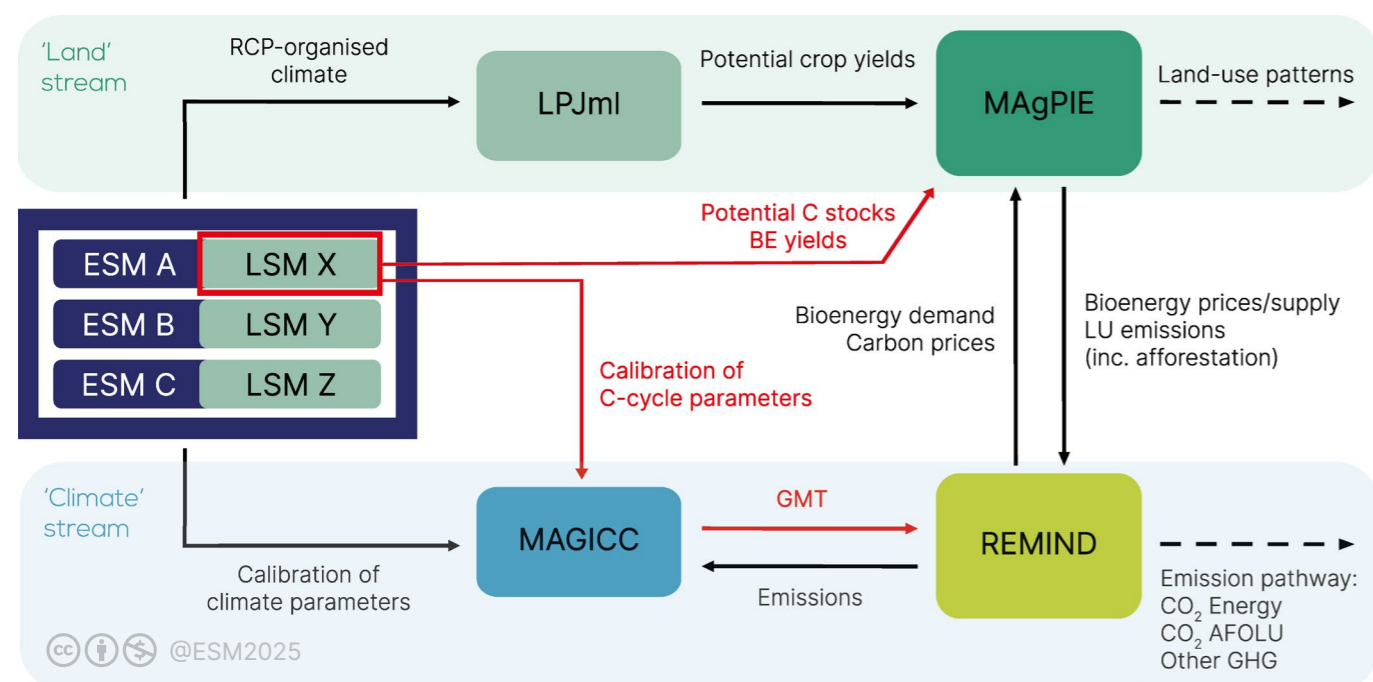 'Land'
stream
RCP-organised
climate
LPJml
Potential crop yields
MAgPIE
Land-use patterns
Potential C stocks
BE yields
ESM A
LSM X
ESM B
LSM Y
ESM C
LSM Z
Bioenergy demand
Carbon prices
Bioenergy prices/supply
LU emissions
(inc. afforestation)
Calibration of
C-cycle parameters
'Climate'
stream
MAGICC
GMT
REMIND
Calibration of
climate parameters
Emissions
Emission pathway:
CO₂ Energy
CO₂ AFOLU
Other GHG
cc
@ESM2025